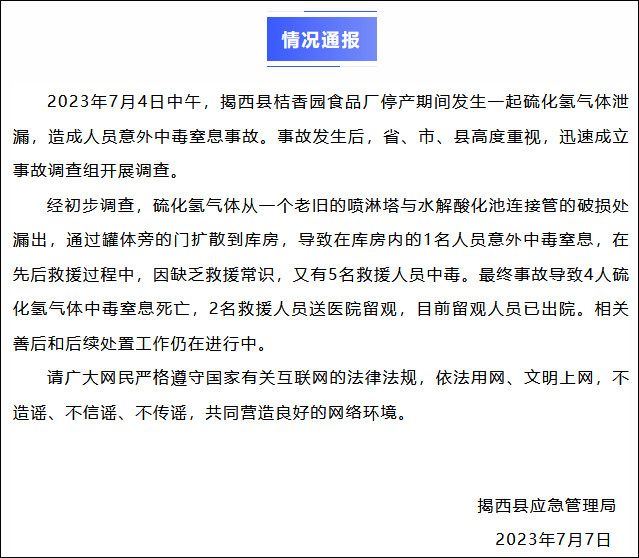 情况通报
2023年7月4日中午，揭西县桔香园食品厂停产期间发生一起硫化氢气体泄
漏，造成人员意外中毒窒息事故。事故发生后，省、市、县高度重视，迅速成立
事故调查组开展调查。
经初步调查，硫化氢气体从一个老旧的喷淋塔与水解酸化池连接管的破损处
漏出，通过罐体旁的门扩散到库房，导致在库房内的1名人员意外中毒窒息，在
先后救援过程中，因缺乏救援常识，又有5名救援人员中毒。最终事故导致4人硫
化氢气体中毒窒息死亡，2名救援人员送医院留观，目前留观人员已出院。相关
善后和后续处置工作仍在进行中。
请广大网民严格遵守国家有关互联网的法律法规，依法用网、文明上网，不
造谣、不信谣、不传谣，共同营造良好的网络环境。
揭西县应急管理局
2023年7月7日